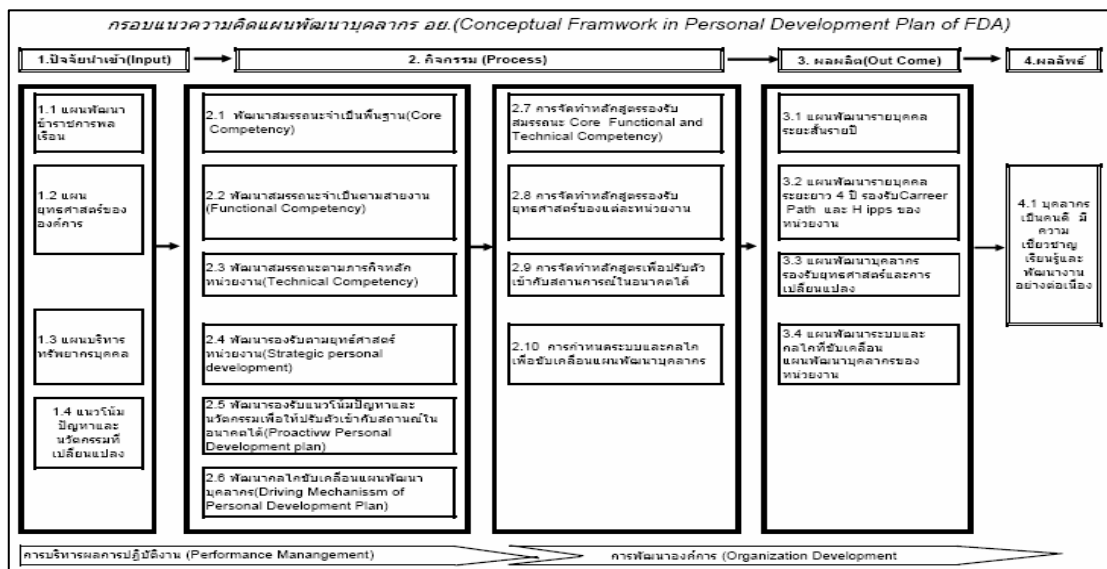 กรอบแนวความคิดแผนพัฒนาบุคลากร อย.(Conceptual Framwork in Personal Development Plan of FDA)
1.ปัจจัยนำเข้า(Input)
2. กิจกรรม (Process)
3. ผลผลิต(Out Come)
4.ผลลัพธ์
1.1 แผนพัฒนา
ข้าราชการพล
เรือน
1.2 แผน
ยุทธศาสตร์ของ
องค์การ
1.3 แผนบริหาร
ทรัพยากรบุคคล
1.4 แนวโน้ม
ปัญหาและ
นวัตกรรมที่
เปลี่ยนแปลง
2.1 พัฒนาสมรรถนะจำเป็นพื้นฐาน(Core
Competency)
2.2 พัฒนาสมรรถนะจำเป็นตามสายงาน
(Functional Competency)
2.3 พัฒนาสมรรถนะตามภารกิจหลัก
หน่วยงาน(Technical Competency)
2.4 พัฒนารองรับตามยุทธ์ศาสตร์
หน่วยงาน(Strategic personal
development)
2.5 พัฒนารองรับแนวโน้มปัญหาและ
นวัตกรรมเพื่อให้ปรับตัวเข้ากับสถานณ์ใน
อนาคตได้(Proactivw Personal
Development plan)
2.6 พัฒนากลไกขับเคลื่อนแผนพัฒนา
บุคลากร(Driving Mechanissm of
Personal Development Plan)
2.7 การจัดทำหลักสูตรรองรับ
สมรรถนะ Core Functional and
Technical Competency)
2.8 การจัดทำหลักสูตรรองรับ
ยุทธศาสตร์ของแต่ละหน่วยงาน
2.9 การจัดทำหลักสูตรเพื่อปรับตัว
เข้ากับสถานการณ์ในอนาคตได้
2.10 การกำหนดระบบและกลไก
เพื่อขับเคลื่อนแผนพัฒนาบุคลากร
3.1 แผนพัฒนารายบุคคล
ระยะสั้นรายปี
3.2 แผนพัฒนารายบุคคล
ระยะยาว 4 ปี รองรับCarreer
Path และ H ipps ของ
หน่วยงาน
3.3 แผนพัฒนาบุคลากร
รองรับยุทธศาสตร์และการ
เปลี่ยนแปลง
3.4 แผนพัฒนาระบบและ
กลไกที่ขับเคลื่อน
แผนพัฒนาบุคลากรของ
หน่วยงาน
4.1 บุคลากร
เป็นคนดี มี
ความ
เชี่ยวชาญ
เรียนรู้และ
พัฒนางาน
อย่างต่อเนื่อง
การบริหารผลการปฏิบัติงาน (Performance Manangement)
การพัฒนาองค์การ (Organization Development